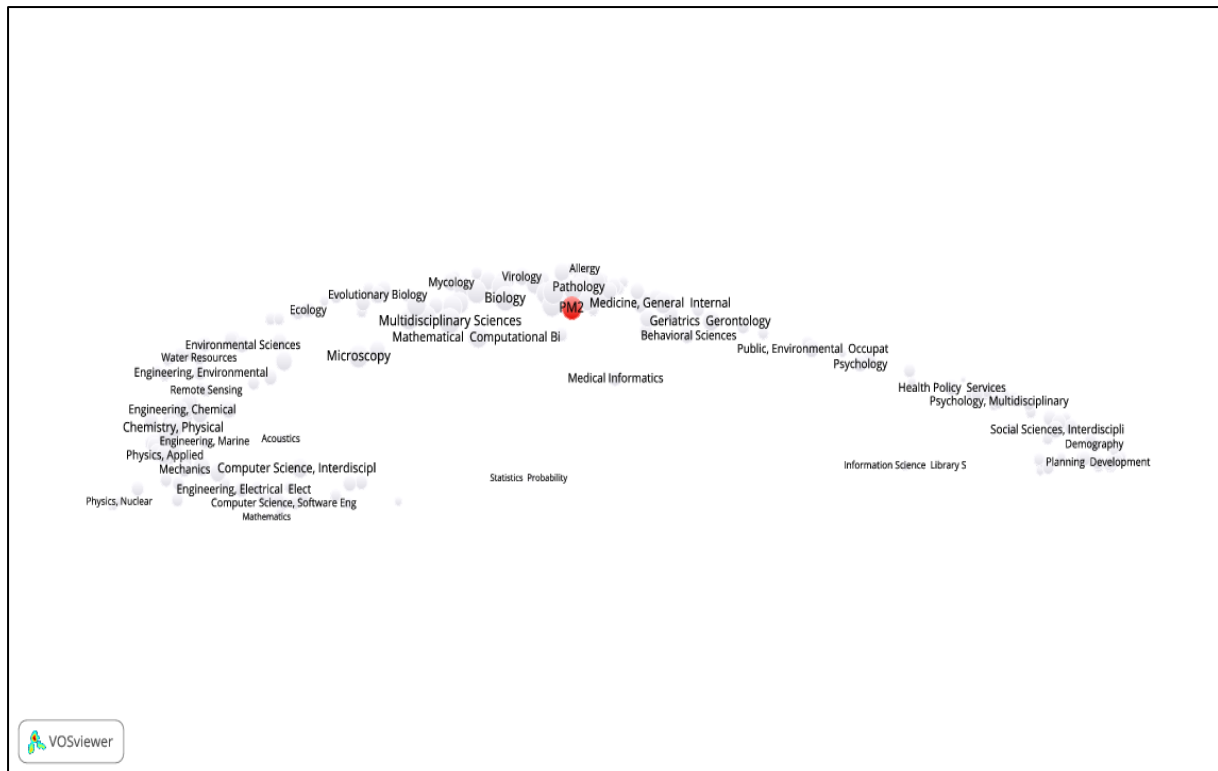 Allergy
Virology
Mycology
Pathology
Evolutionary Biology
Biology
Medicine, General Internal
PM2
Ecology
Multidisciplinary Sciences
Geriatrics Gerontology
Mathematical Computational Bi
Behavioral Sciences
Environmental Sciences
Public, Environmental Occupat
Water Resources
Microscopy
Psychology
Engineering, Environmental
Medical Informatics
Remote Sensing
Health Policy Services
Psychology, Multidisciplinary
Engineering, Chemical
Chemistry, Physical
Social Sciences, Interdiscipli
Engineering, Marine
Acoustics
Demography
Physics, Applied
Planning Development
Mechanics
Computer Science, Interdiscipl
Information Science Library S
Statistics Probability
Engineering, Electrical Elect
Physics, Nuclear
Computer Science, Software Eng
Mathematics
VOSviewer